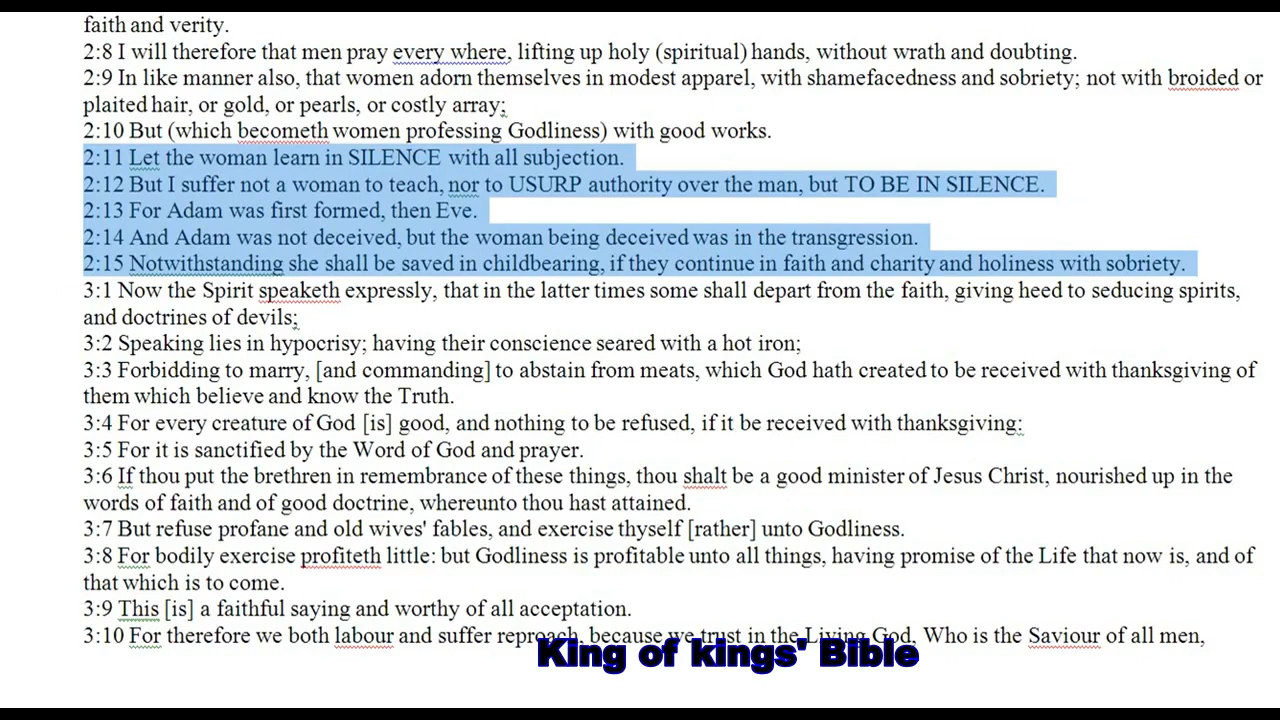 faith and verity.
2:8 I will therefore that men pray every where, lifting up holy (spiritual) hands, without wrath and doubting.
2:9 In like manner also, that women adorn themselves in modest apparel, with shamefacedness and sobriety; not with broided or
plaited hair, or gold, or pearls, or costly array;
2:10 But (which becometh women professing Godliness) with good works.
2:11 Let the woman learn in SILENCE with all subjection.
2:12 But I suffer not a woman to teach, nor to USURP authority over the man, but TO BE IN SILENCE.
2:13 For Adam was first formed, then Eve.
2:14 And Adam was not deceived, but the woman being deceived was in the transgression.
2:15 Notwithstanding she shall be saved in childbearing, if they continue in faith and charity and holiness with sobriety.
3:1 Now the Spirit speaketh expressly, that in the latter times some shall depart from the faith, giving heed to seducing spirits,
and doctrines of devils;
3:2 Speaking lies in hypocrisy; having their conscience seared with a hot iron;
3:3 Forbidding to marry, [and commanding] to abstain from meats, which God hath created to be received with thanksgiving of
them which believe and know the Truth.
3:4 For every creature of God [is] good, and nothing to be refused, if it be received with thanksgiving:
3:5 For it is sanctified by the Word of God and prayer.
3:6 If thou put the brethren in remembrance of these things, thou shalt be a good minister of Jesus Christ, nourished up in the
words of faith and of good doctrine, whereunto thou hast attained.
3:7 But refuse profane and old wives' fables, and exercise thyself [rather] unto Godliness.
3:8 For bodily exercise profiteth little: but Godliness is profitable unto all things, having promise of the Life that now is, and of
that which is to come.
3:9 This [is] a faithful saying and worthy of all acceptation.
3:10 For therefore we both labour and suffer reproach, because we trust in the Living God, Who is the Saviour of all men,
King of kings' Bible